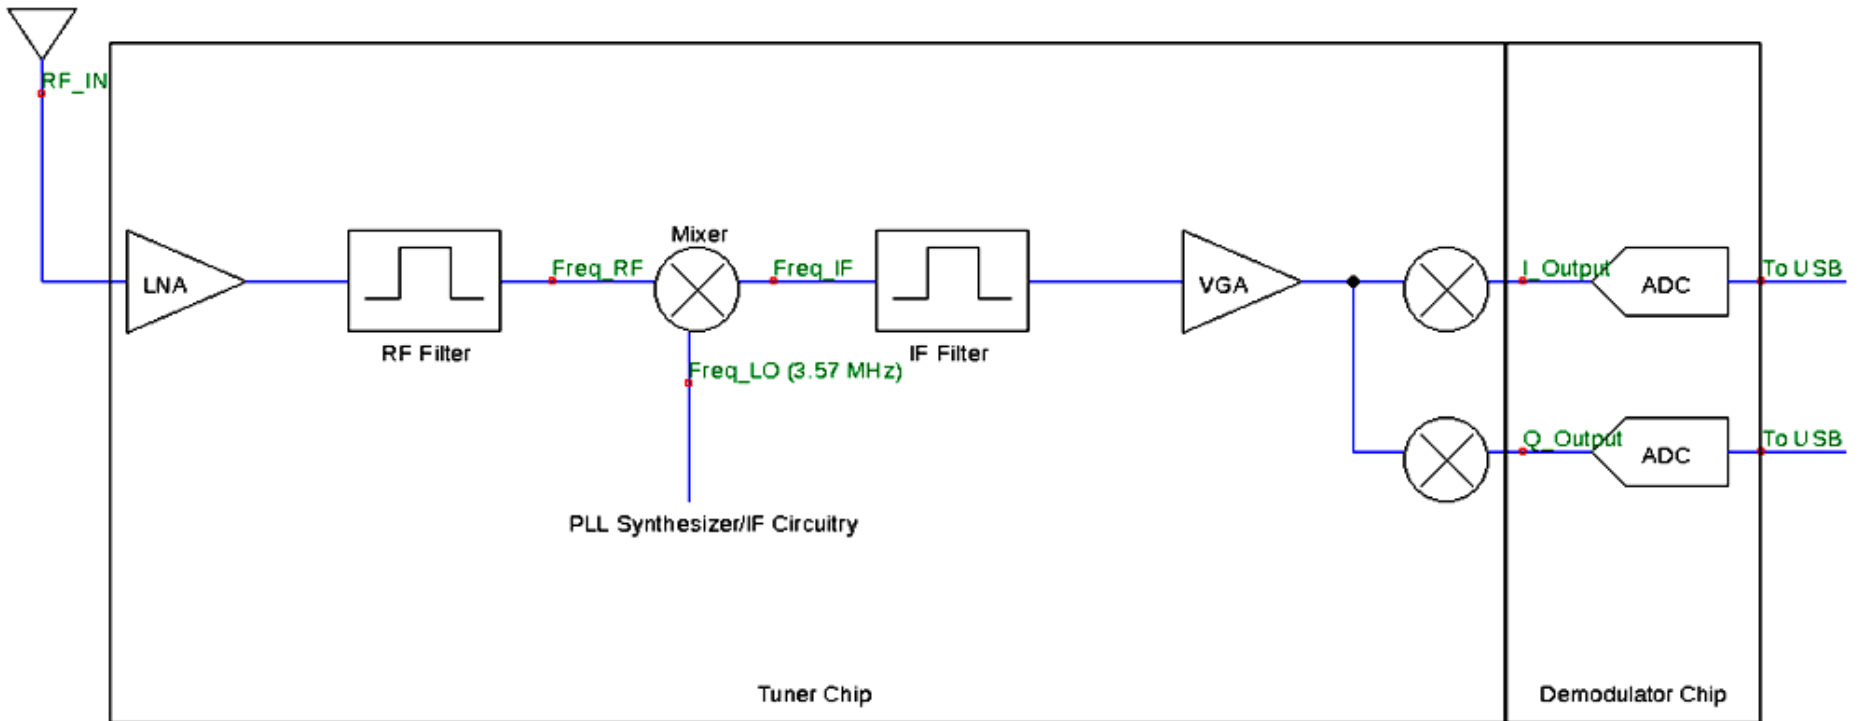 RF_IN
Mixer
LNA
Freq_RF
Freq_IF
VGA
I_Output
ADC
To USB
RF Filter
IF Filter
Freq_LO (3.57 MHz)
Q_Output
ADC
To USB
PLL Synthesizer/IF Circuitry
Tuner Chip
Demodulator Chip